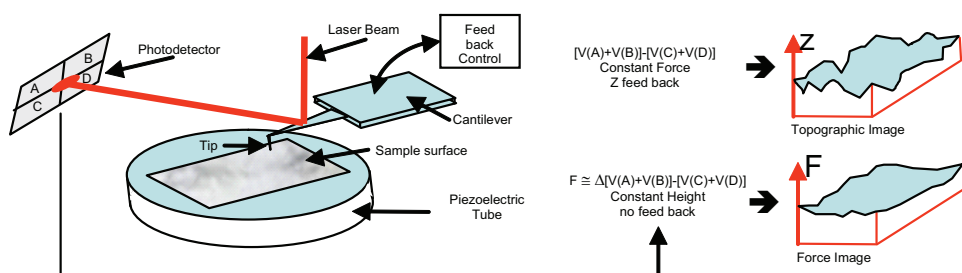 Photodetector
A
B
C
D
Laser Beam
Feed
back
Control
Cantilever
Tip
Sample surface
Piezoelectric
Tube
[V(A)+V(B)]-[V(C)+V(D)]
Constant Force
Z feed back
Z
Topographic Image
F ≅ Δ[V(A)+V(B)]-[V(C)+V(D)]
Constant Height
no feed back
F
Force Image